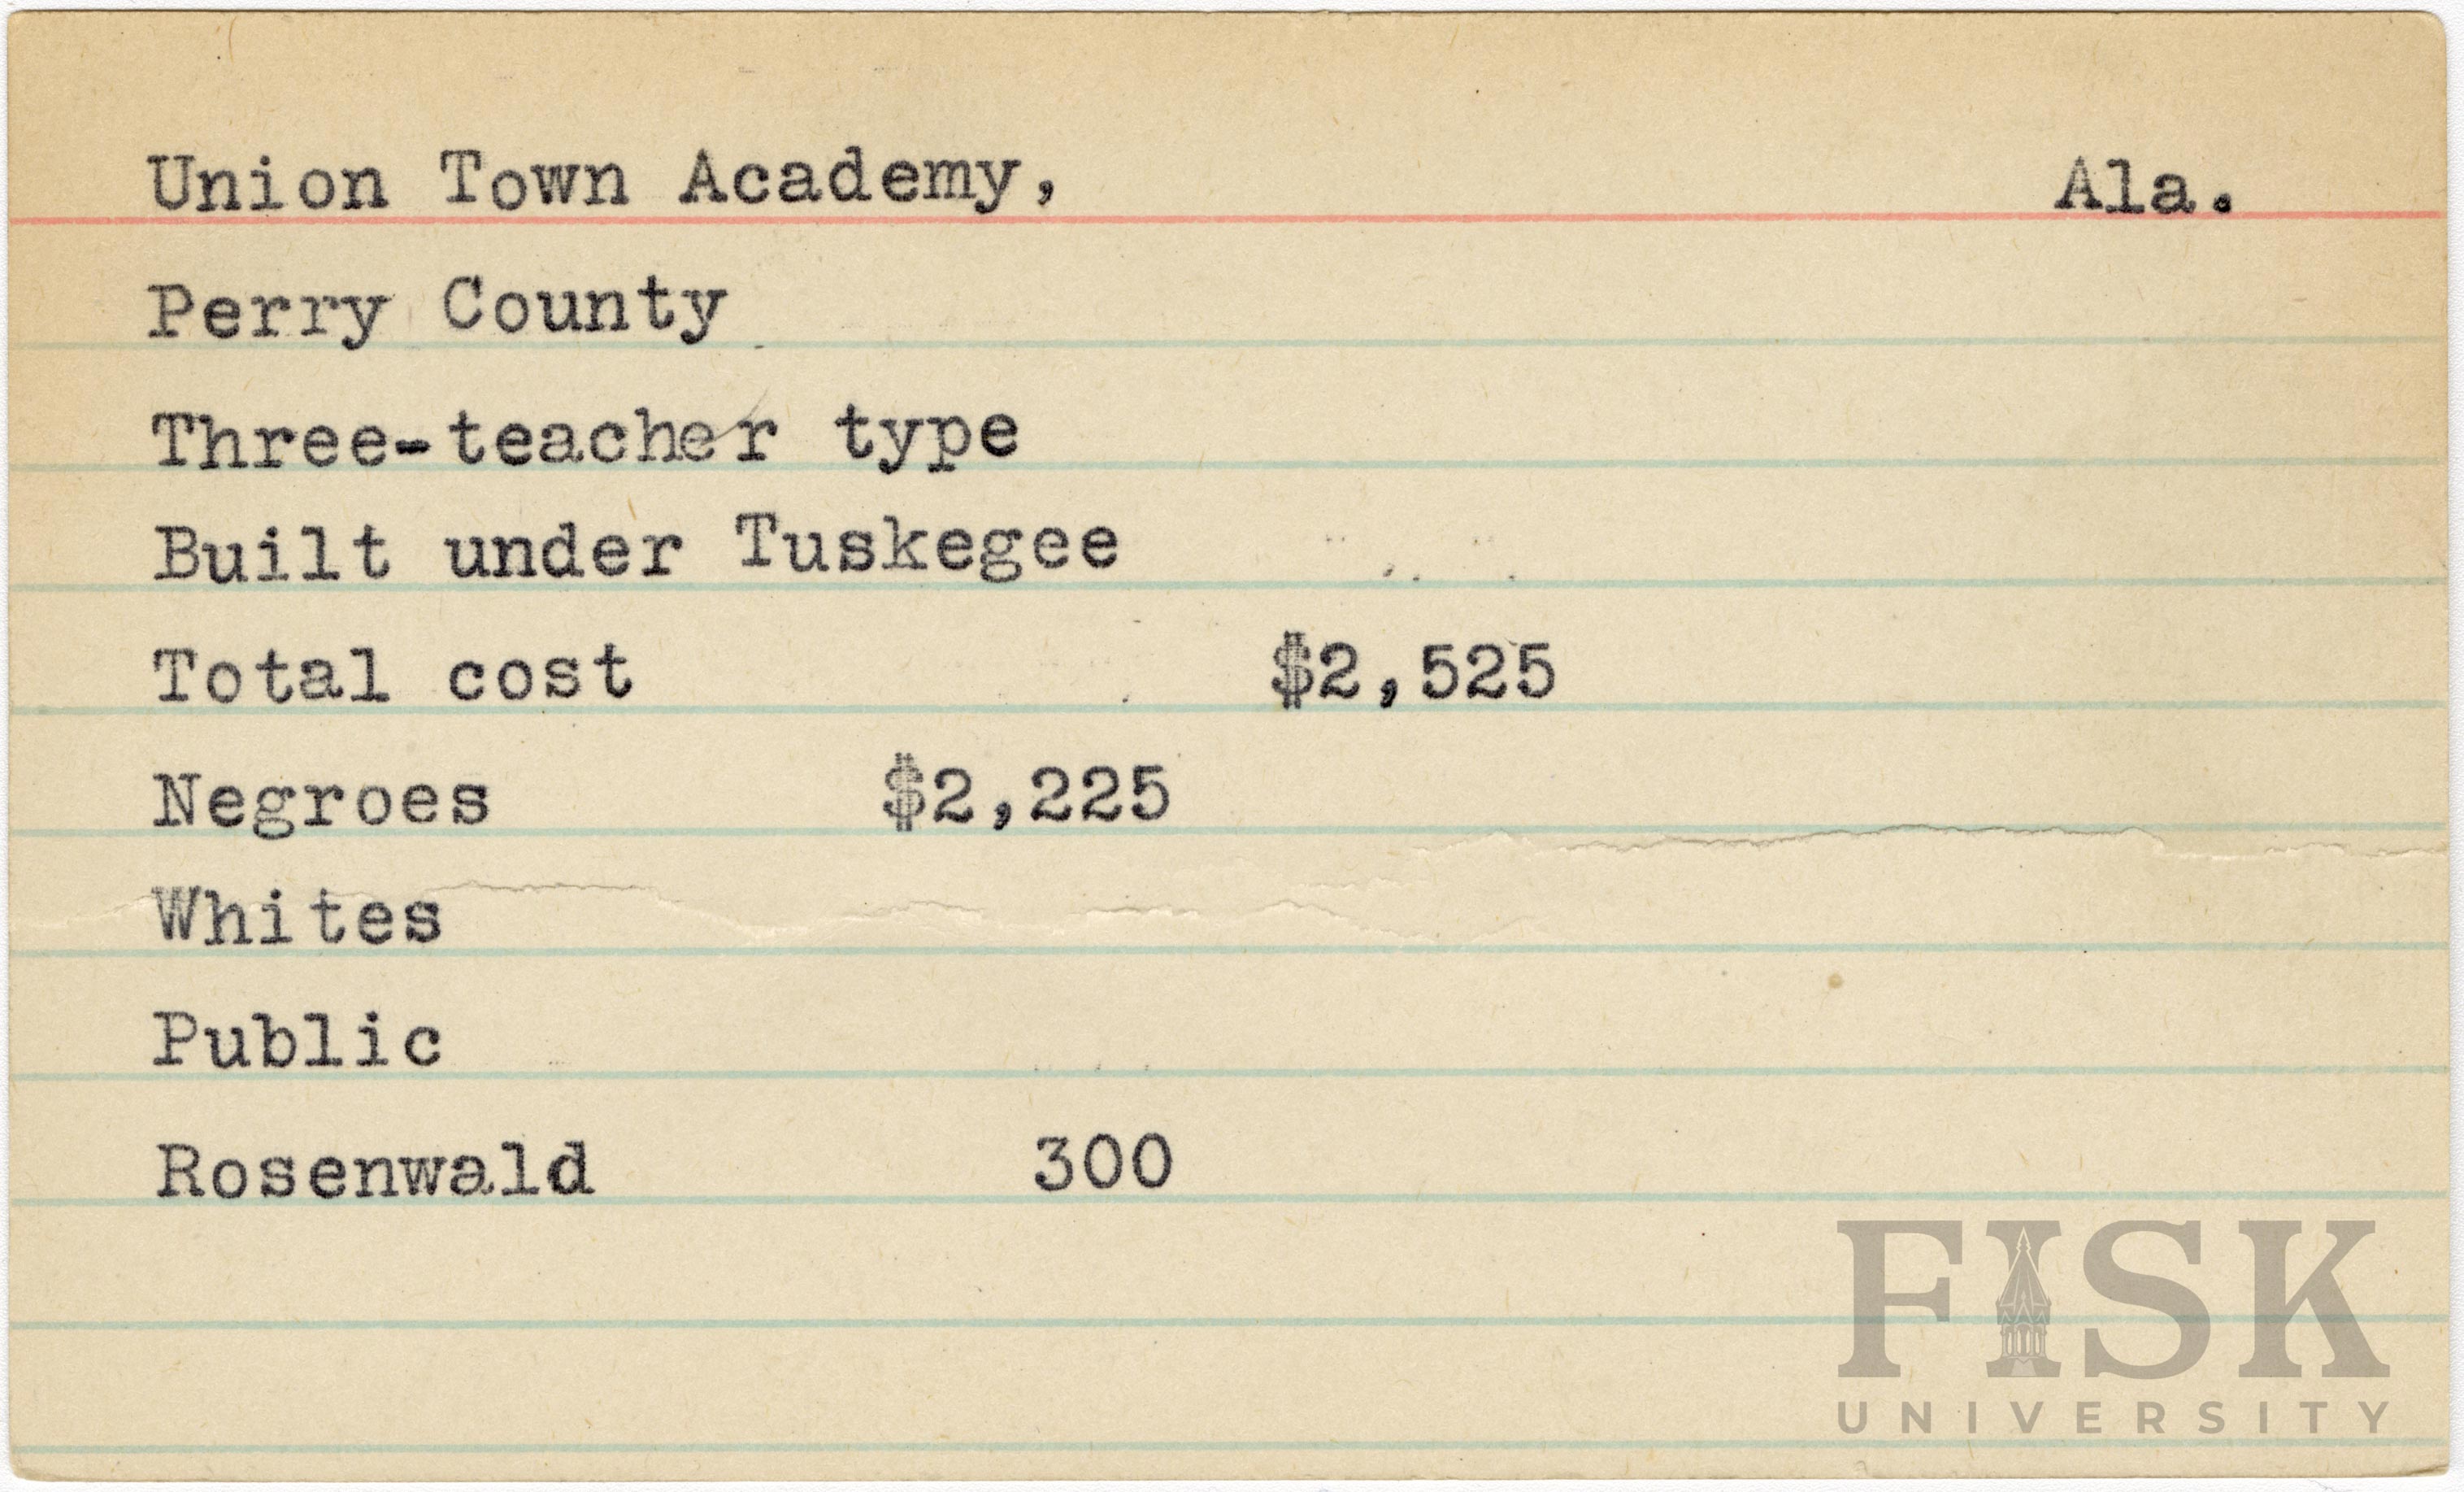 Union Town Academy, Ala.
Perry County
Three-teacher type
Built under Tuskegee
Total cost $2,525
Negroes $2,225
Whites
Public
Rosenwald 300
FISK
UNIVERSITY